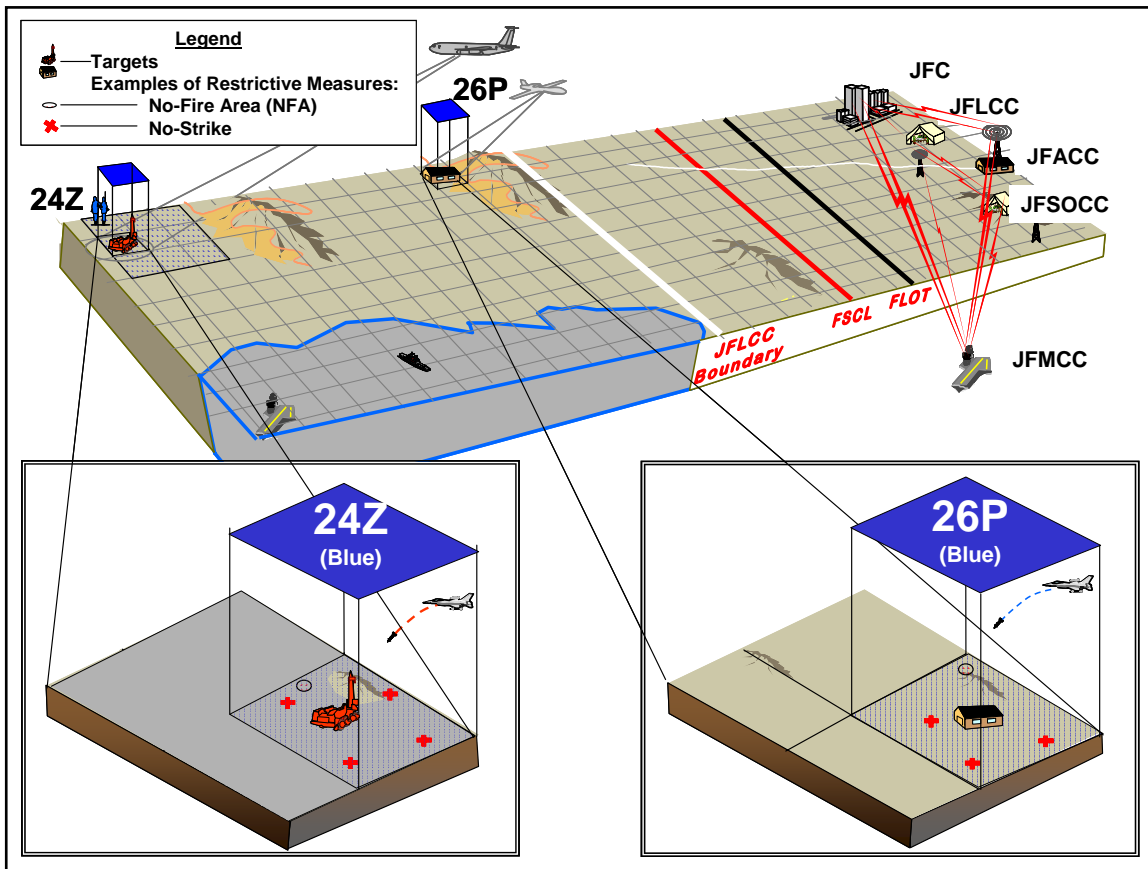 Legend
Targets
Examples of Restrictive Measures:
No-Fire Area (NFA)
No-Strike
26P
24Z
JFC
JFLCC
JFACC
JFSOCC
JFMCC
FLOT
FSCL
JFLCC
Boundary
24Z
(Blue)
26P
(Blue)